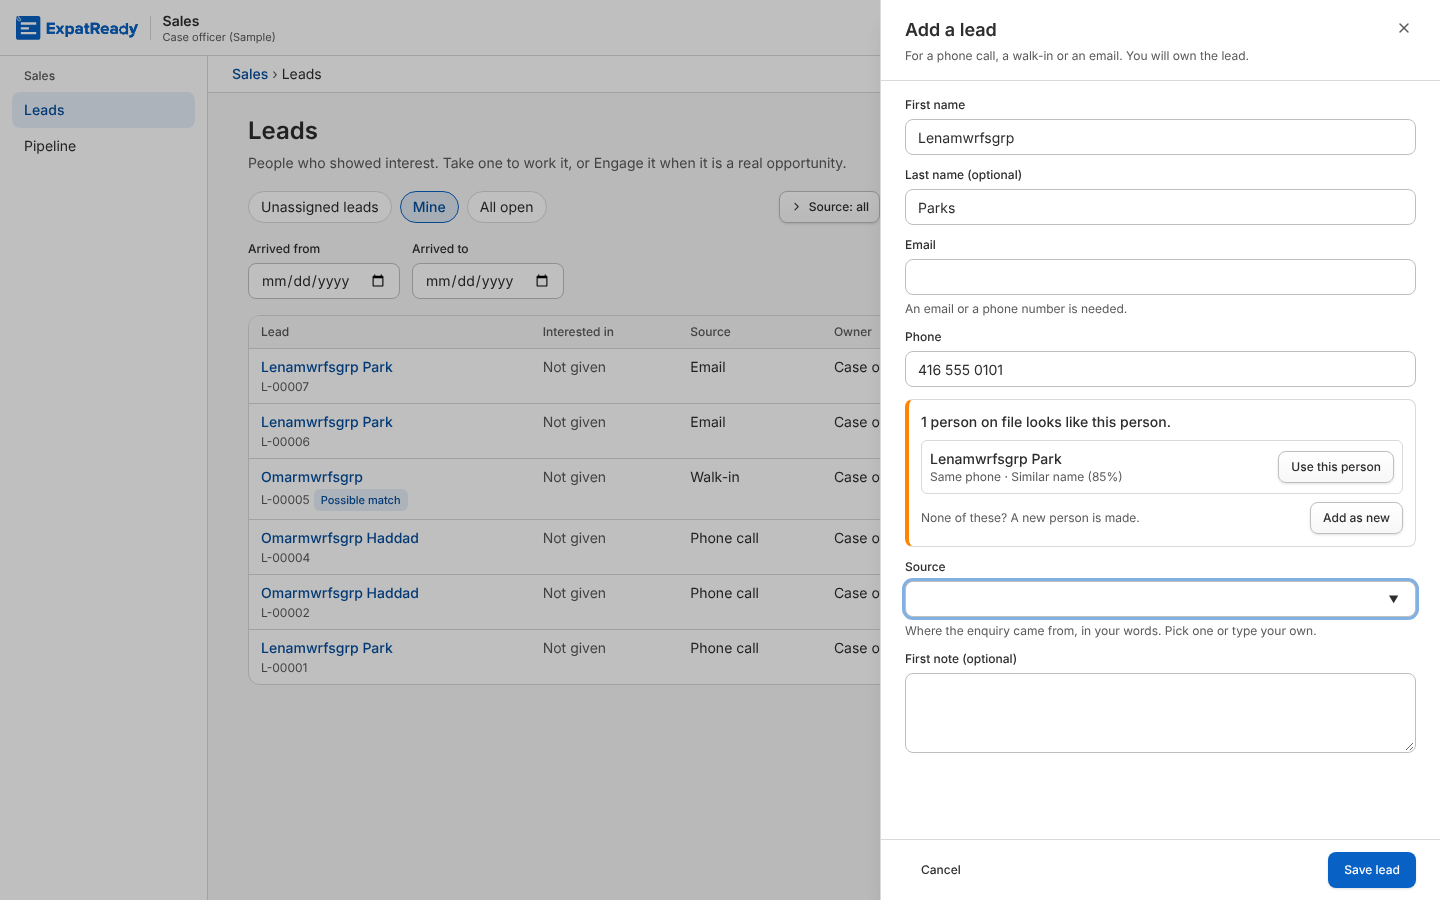 ExpatReady
Sales
Case officer (Sample)
Sales
Leads
Pipeline
Sales › Leads
Leads
People who showed interest. Take one to work it, or Engage it when it is a real opportunity.
Unassigned leads
Mine
All open
Source: all
Arrived from
Arrived to
mm/dd/yyyy
mm/dd/yyyy
Lead
Interested in
Source
Owner
Lenamwrfsgrp Park
Not given
Email
Case o
L-00007
Lenamwrfsgrp Park
Not given
Email
Case o
L-00006
Omarmwrfsgrp
Not given
Walk-in
Case o
L-00005
Possible match
Omarmwrfsgrp Haddad
Not given
Phone call
Case o
L-00004
Omarmwrfsgrp Haddad
Not given
Phone call
Case o
L-00002
Lenamwrfsgrp Park
Not given
Phone call
Case o
L-00001
Add a lead
For a phone call, a walk-in or an email. You will own the lead.
First name
Lenamwrfsgrp
Last name (optional)
Parks
Email
An email or a phone number is needed.
Phone
416 555 0101
1 person on file looks like this person.
Lenamwrfsgrp Park
Same phone · Similar name (85%)
Use this person
None of these? A new person is made.
Add as new
Source
Where the enquiry came from, in your words. Pick one or type your own.
First note (optional)
Cancel
Save lead